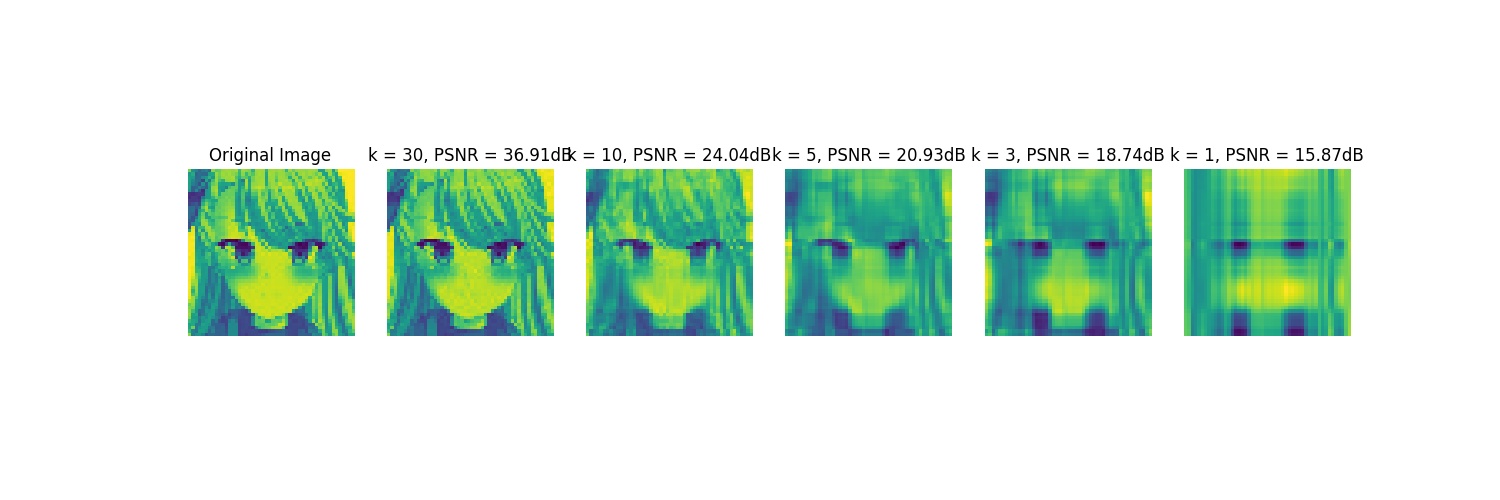 Original Image
k = 30, PSNR = 36.91dB
k = 10, PSNR = 24.04dB
k = 5, PSNR = 20.93dB
k = 3, PSNR = 18.74dB
k = 1, PSNR = 15.87dB